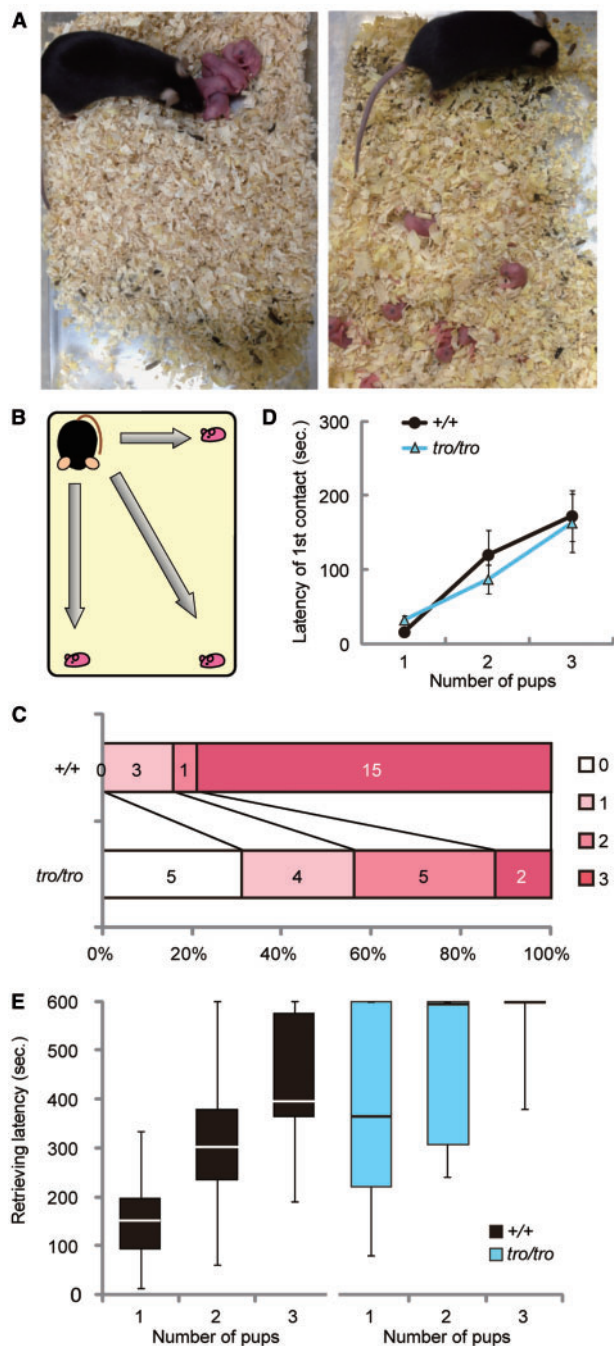 A
B
D
300
200
100
0
Latency of 1st contact (sec.)
+/+
tro/tro
1 2 3
Number of pups
C
+/+
0 3 1 15
tro/tro
5 4 5 2
0% 20% 40% 60% 80% 100%
0
1
2
3
E
600
500
400
300
200
100
0
Retrieving latency (sec.)
+/+
tro/tro
1 2 3 1 2 3
Number of pups Number of pups